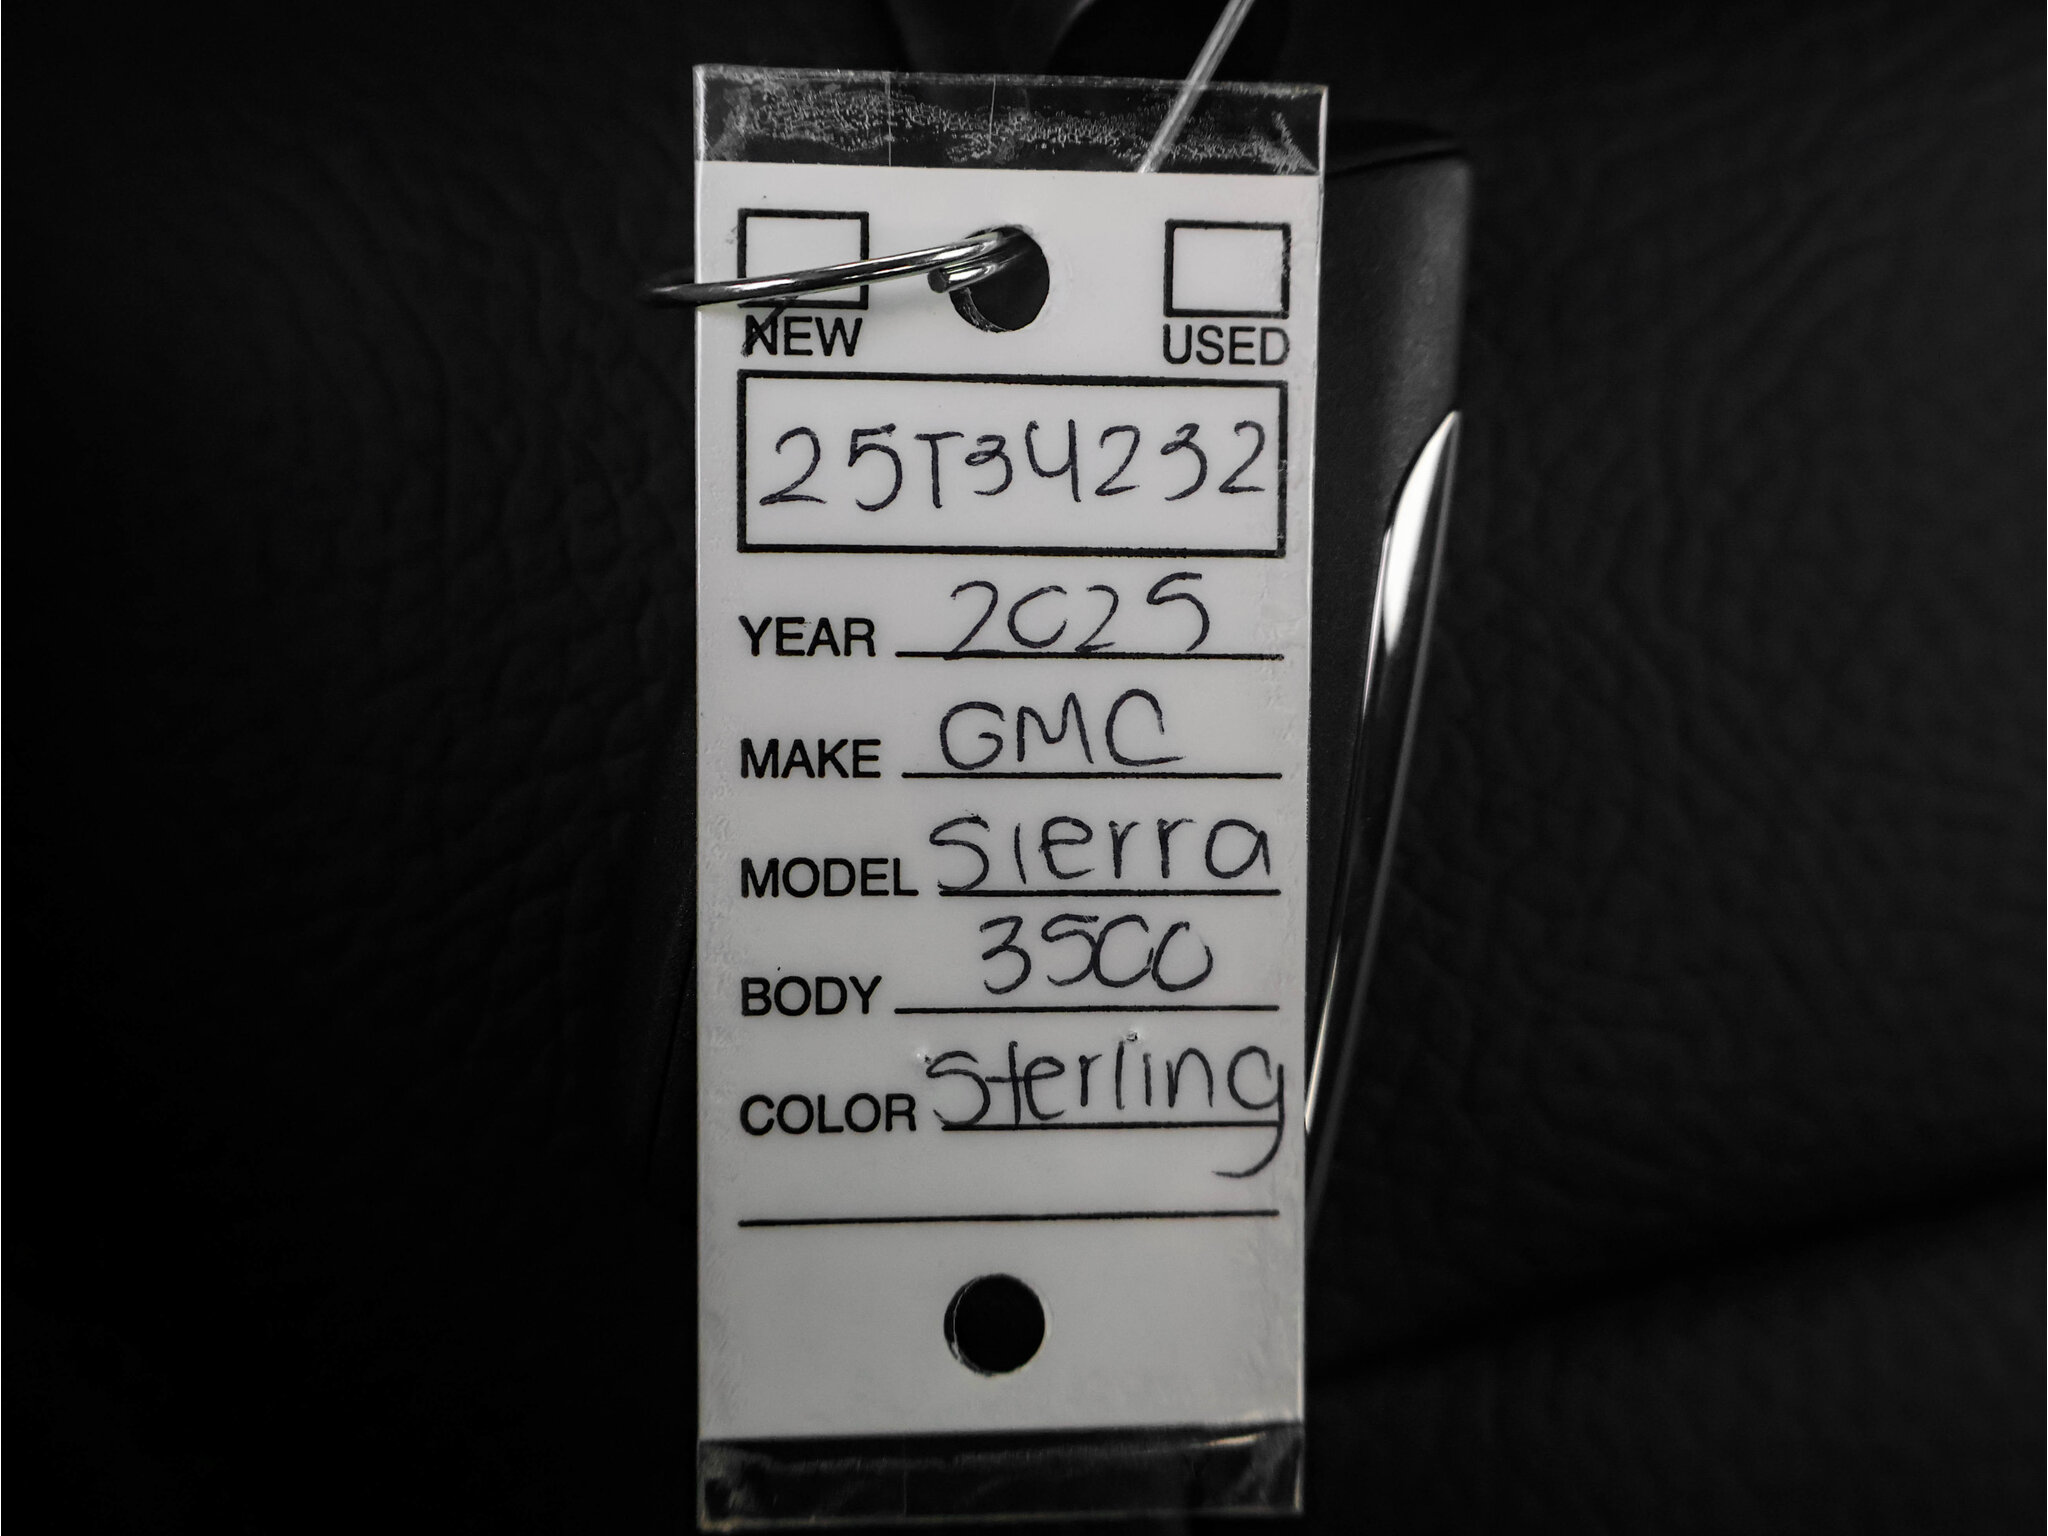 NEW USED
25T34232
YEAR 2025
MAKE GMC
MODEL Sierra
BODY 3500
COLOR Sterling